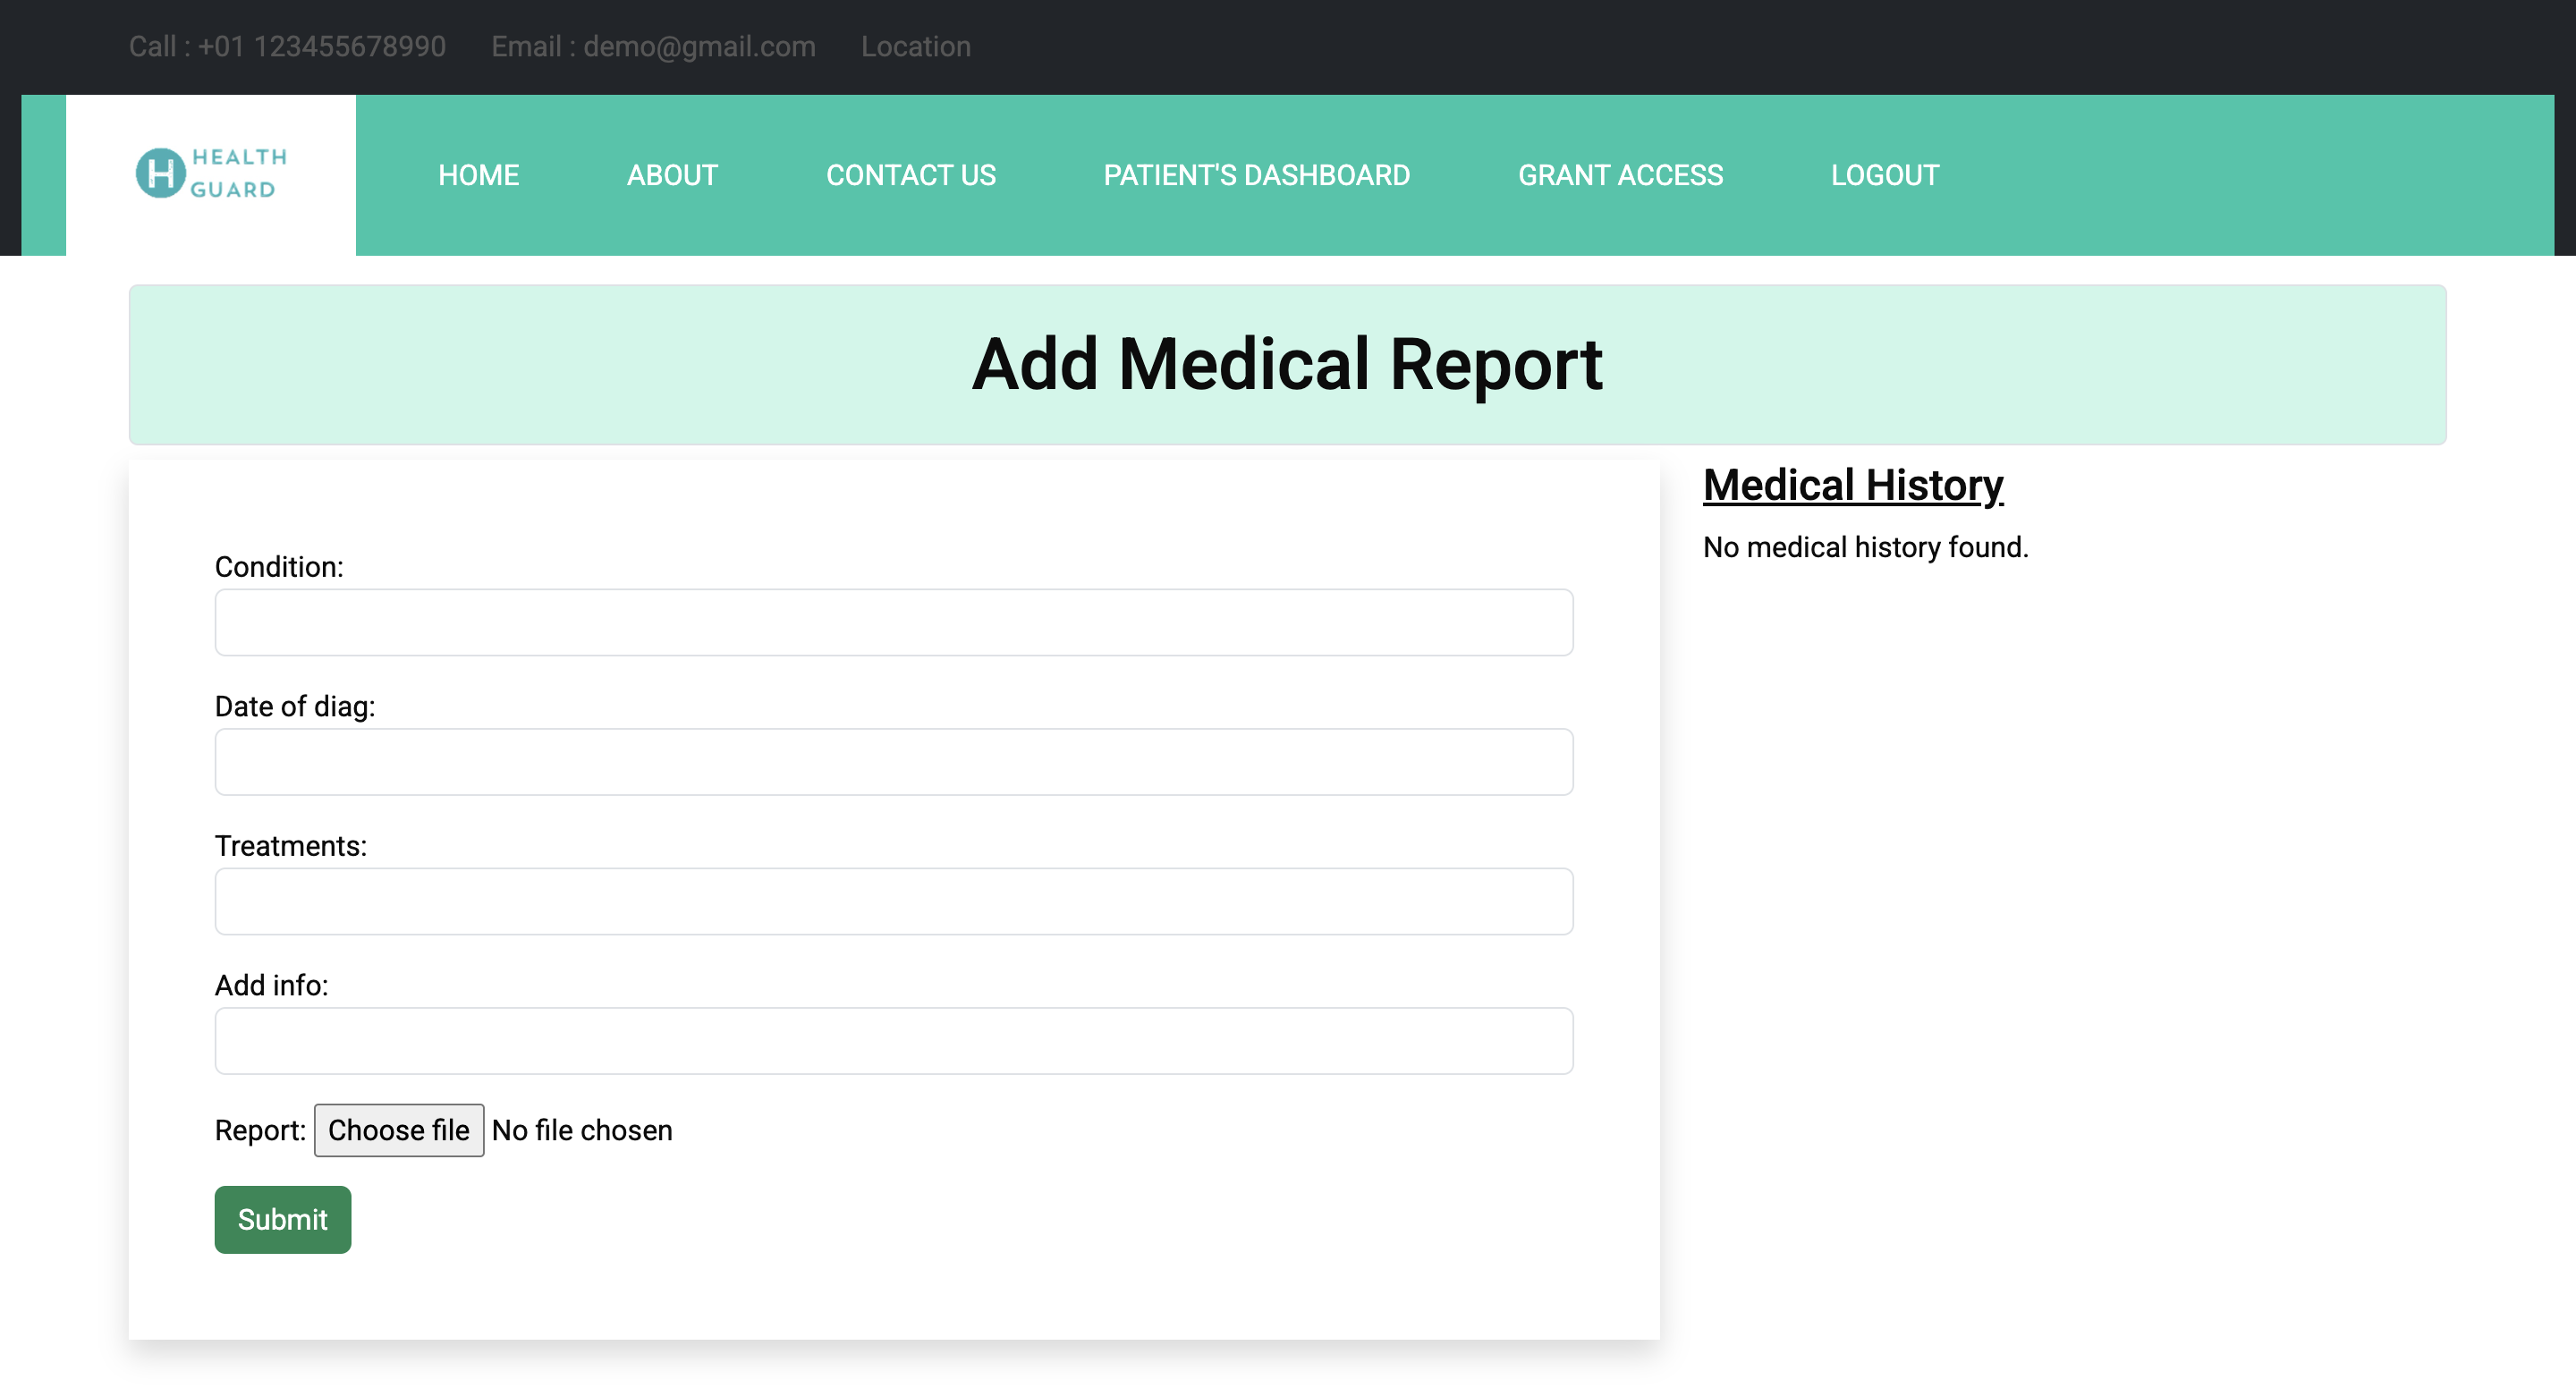 Call : +01 123455678990 Email : demo@gmail.com Location
H HEALTH GUARD
HOME ABOUT CONTACT US PATIENT'S DASHBOARD GRANT ACCESS LOGOUT
Add Medical Report
Condition:
Date of diag:
Treatments:
Add info:
Report: Choose file No file chosen
Submit
Medical History
No medical history found.